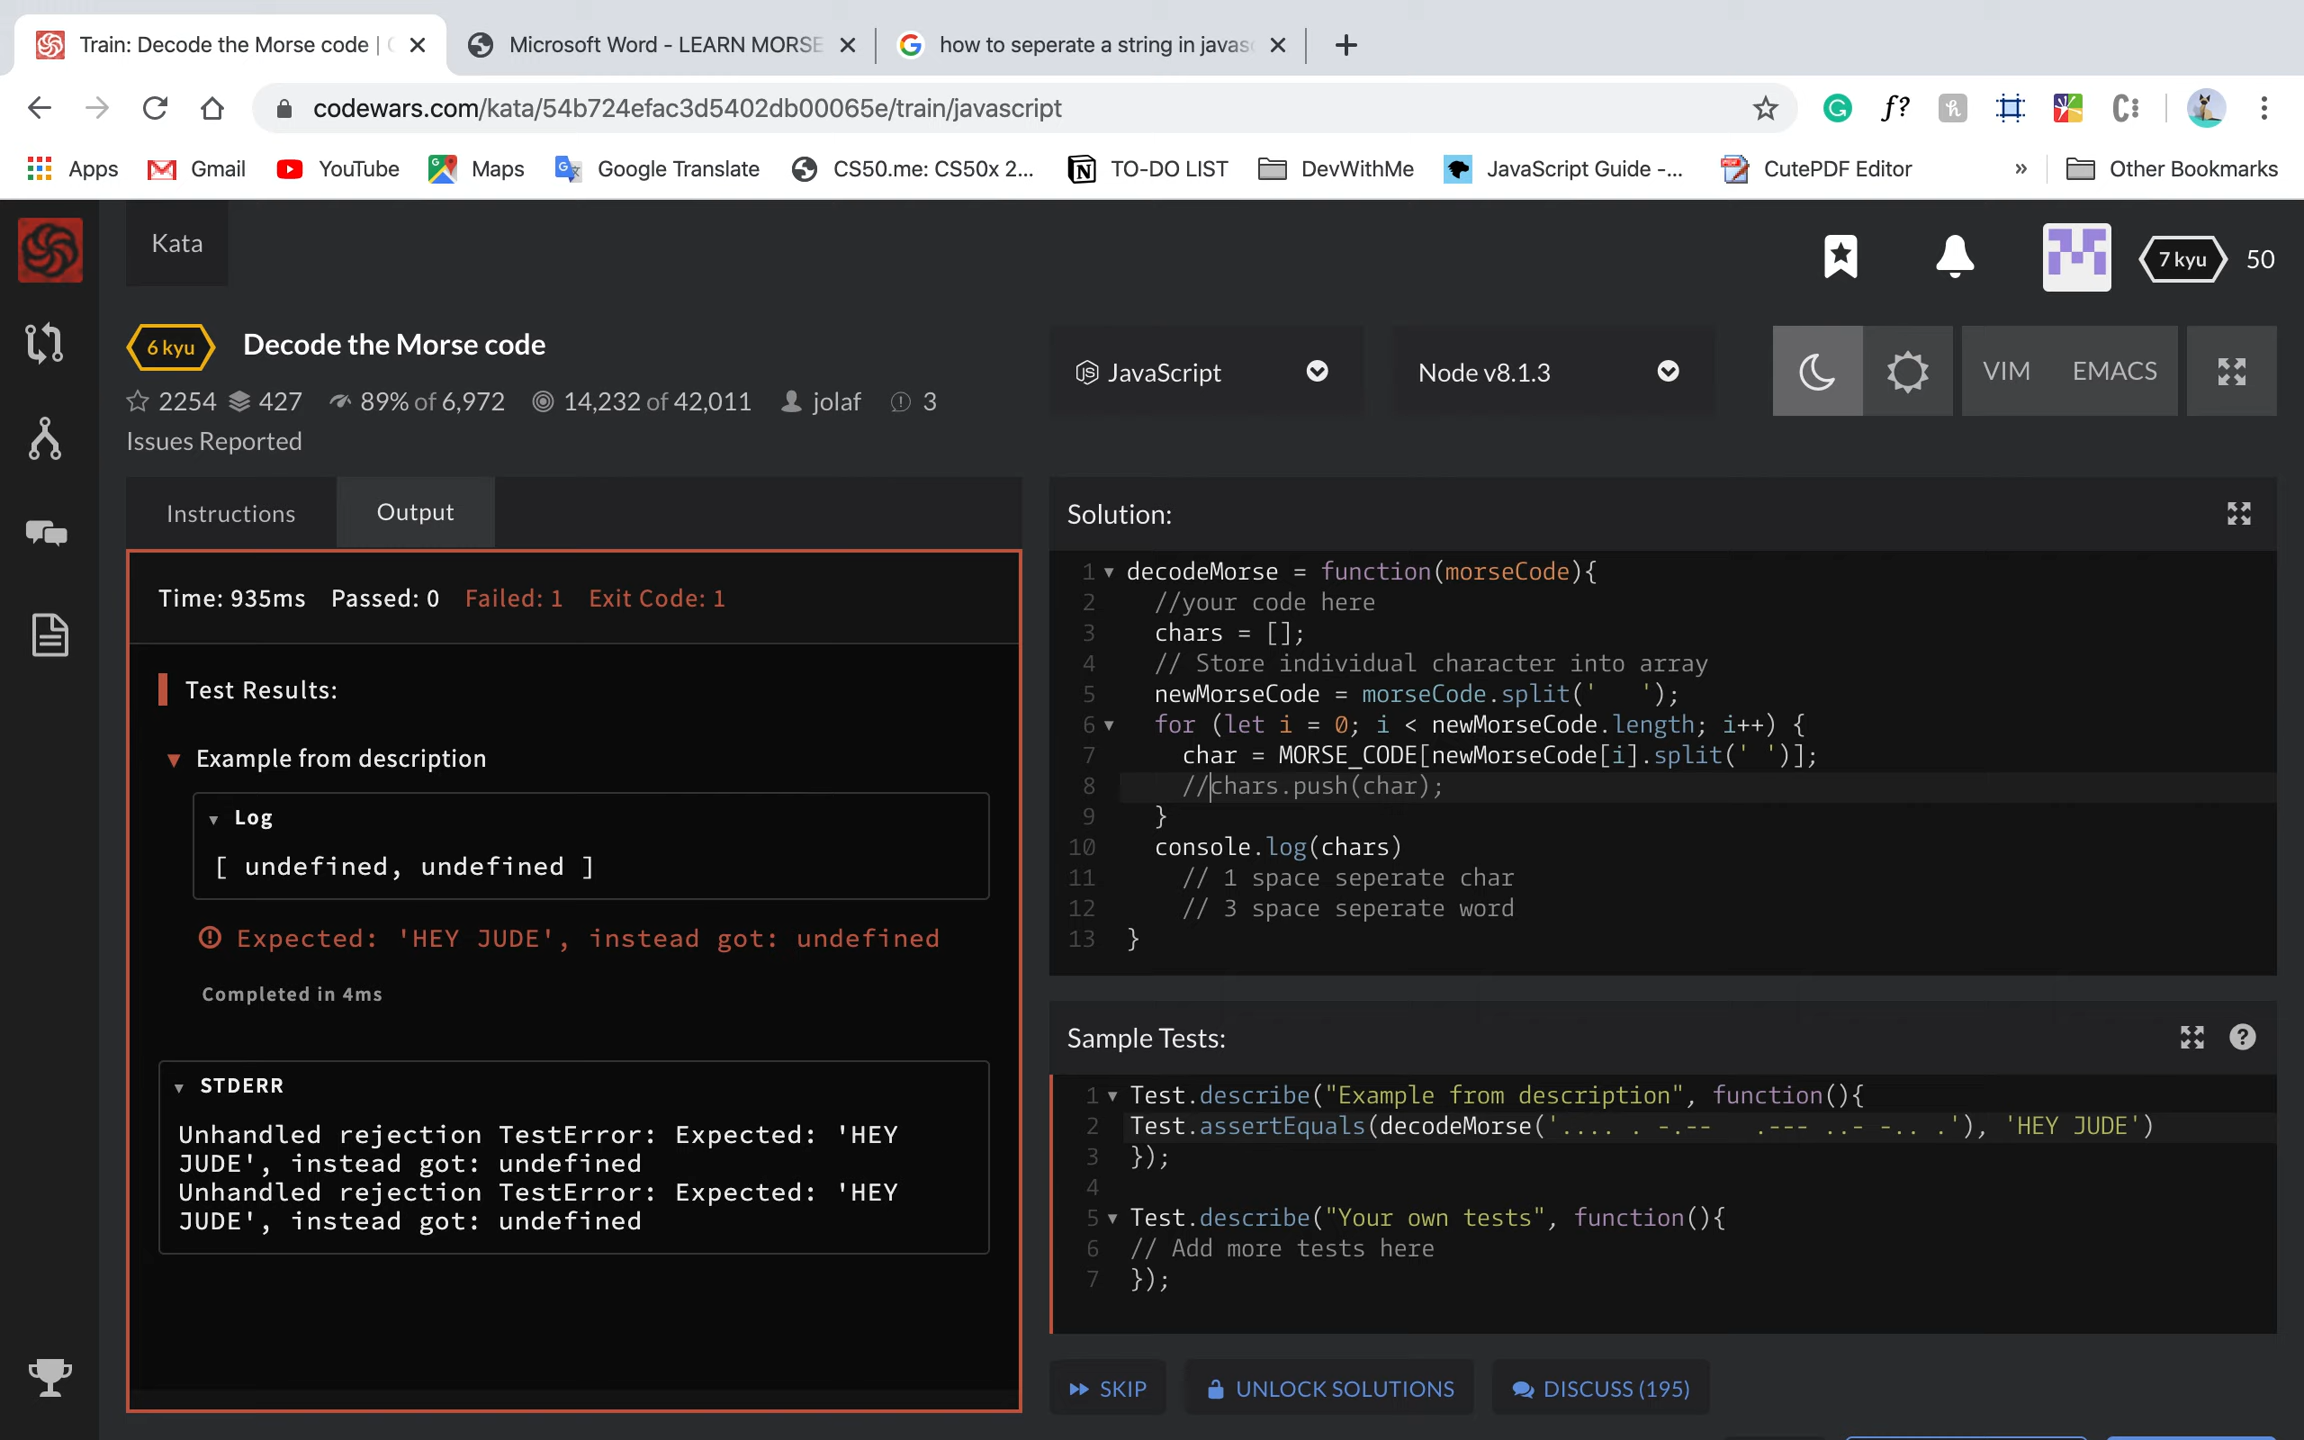 Train: Decode the Morse code |
Microsoft Word - LEARN MORSE
how to seperate a string in javas
codewars.com/kata/54b724efac3d5402db00065e/train/javascript
f?
Apps
Gmail
YouTube
Maps
Google Translate
CS50.me: CS50x 2...
TO-DO LIST
DevWithMe
JavaScript Guide -...
CutePDF Editor
»
Other Bookmarks
Kata
7 kyu
50
6 kyu
Decode the Morse code
2254 427 89% of 6,972 14,232 of 42,011 jolaf 3
Issues Reported
JavaScript
Node v8.1.3
VIM
EMACS
Instructions
Output
Time: 935ms Passed: 0 Failed: 1 Exit Code: 1
Test Results:
Example from description
Log
[ undefined, undefined ]
Expected: 'HEY JUDE', instead got: undefined
Completed in 4ms
STDERR
Unhandled rejection TestError: Expected: 'HEY
JUDE', instead got: undefined
Unhandled rejection TestError: Expected: 'HEY
JUDE', instead got: undefined
Solution:
1 decodeMorse = function(morseCode){
2 //your code here
3 chars = [];
4 // Store individual character into array
5 newMorseCode = morseCode.split('   ');
6 for (let i = 0; i < newMorseCode.length; i++) {
7 char = MORSE_CODE[newMorseCode[i].split(' ')];
8 //chars.push(char);
9 }
10 console.log(chars)
11 // 1 space seperate char
12 // 3 space seperate word
13 }
Sample Tests:
1 Test.describe("Example from description", function(){
2 Test.assertEquals(decodeMorse('.... . -.--   .--- ..- -.. .'), 'HEY JUDE')
3 });
4
5 Test.describe("Your own tests", function(){
6 // Add more tests here
7 });
SKIP
UNLOCK SOLUTIONS
DISCUSS (195)